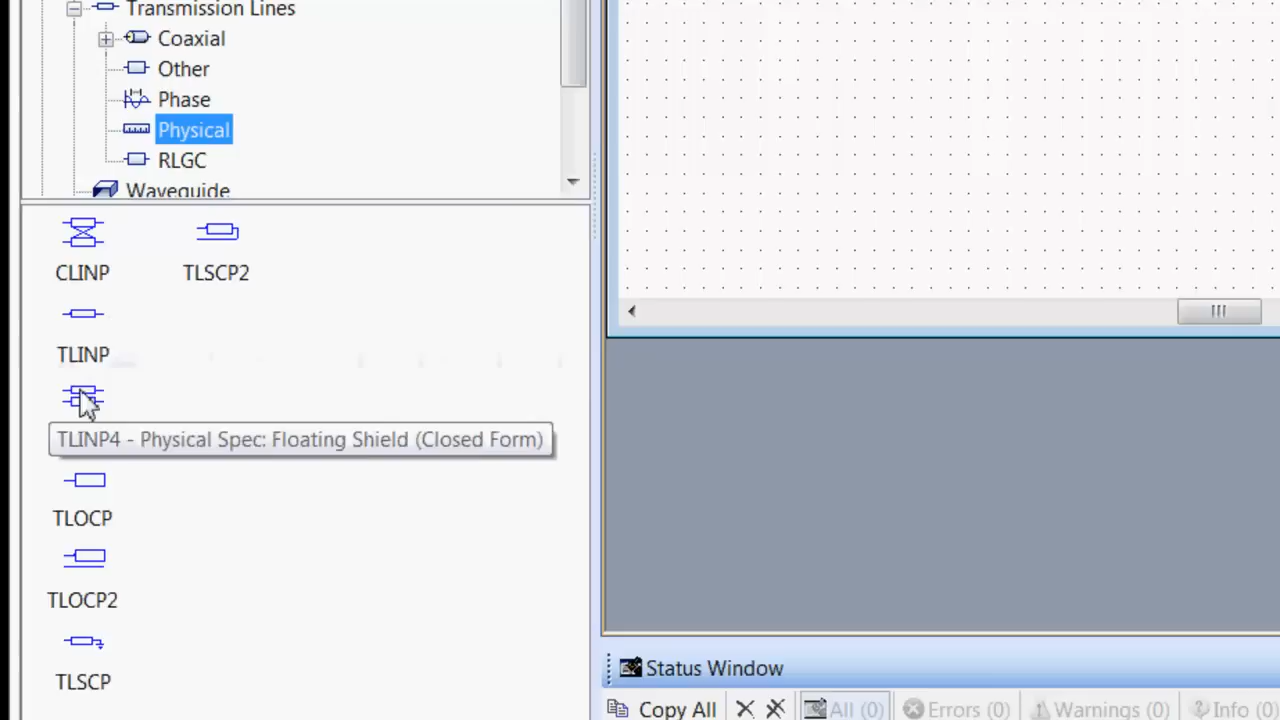 Transmission Lines
Coaxial
Other
Phase
Physical
RLGC
Waveguide
CLINP
TLSCP2
TLINP
TLINP4 - Physical Spec: Floating Shield (Closed Form)
TLOCP
TLOCP2
TLSCP
Status Window
Copy All
All (0)
Errors (0)
Warnings (0)
Info (0)